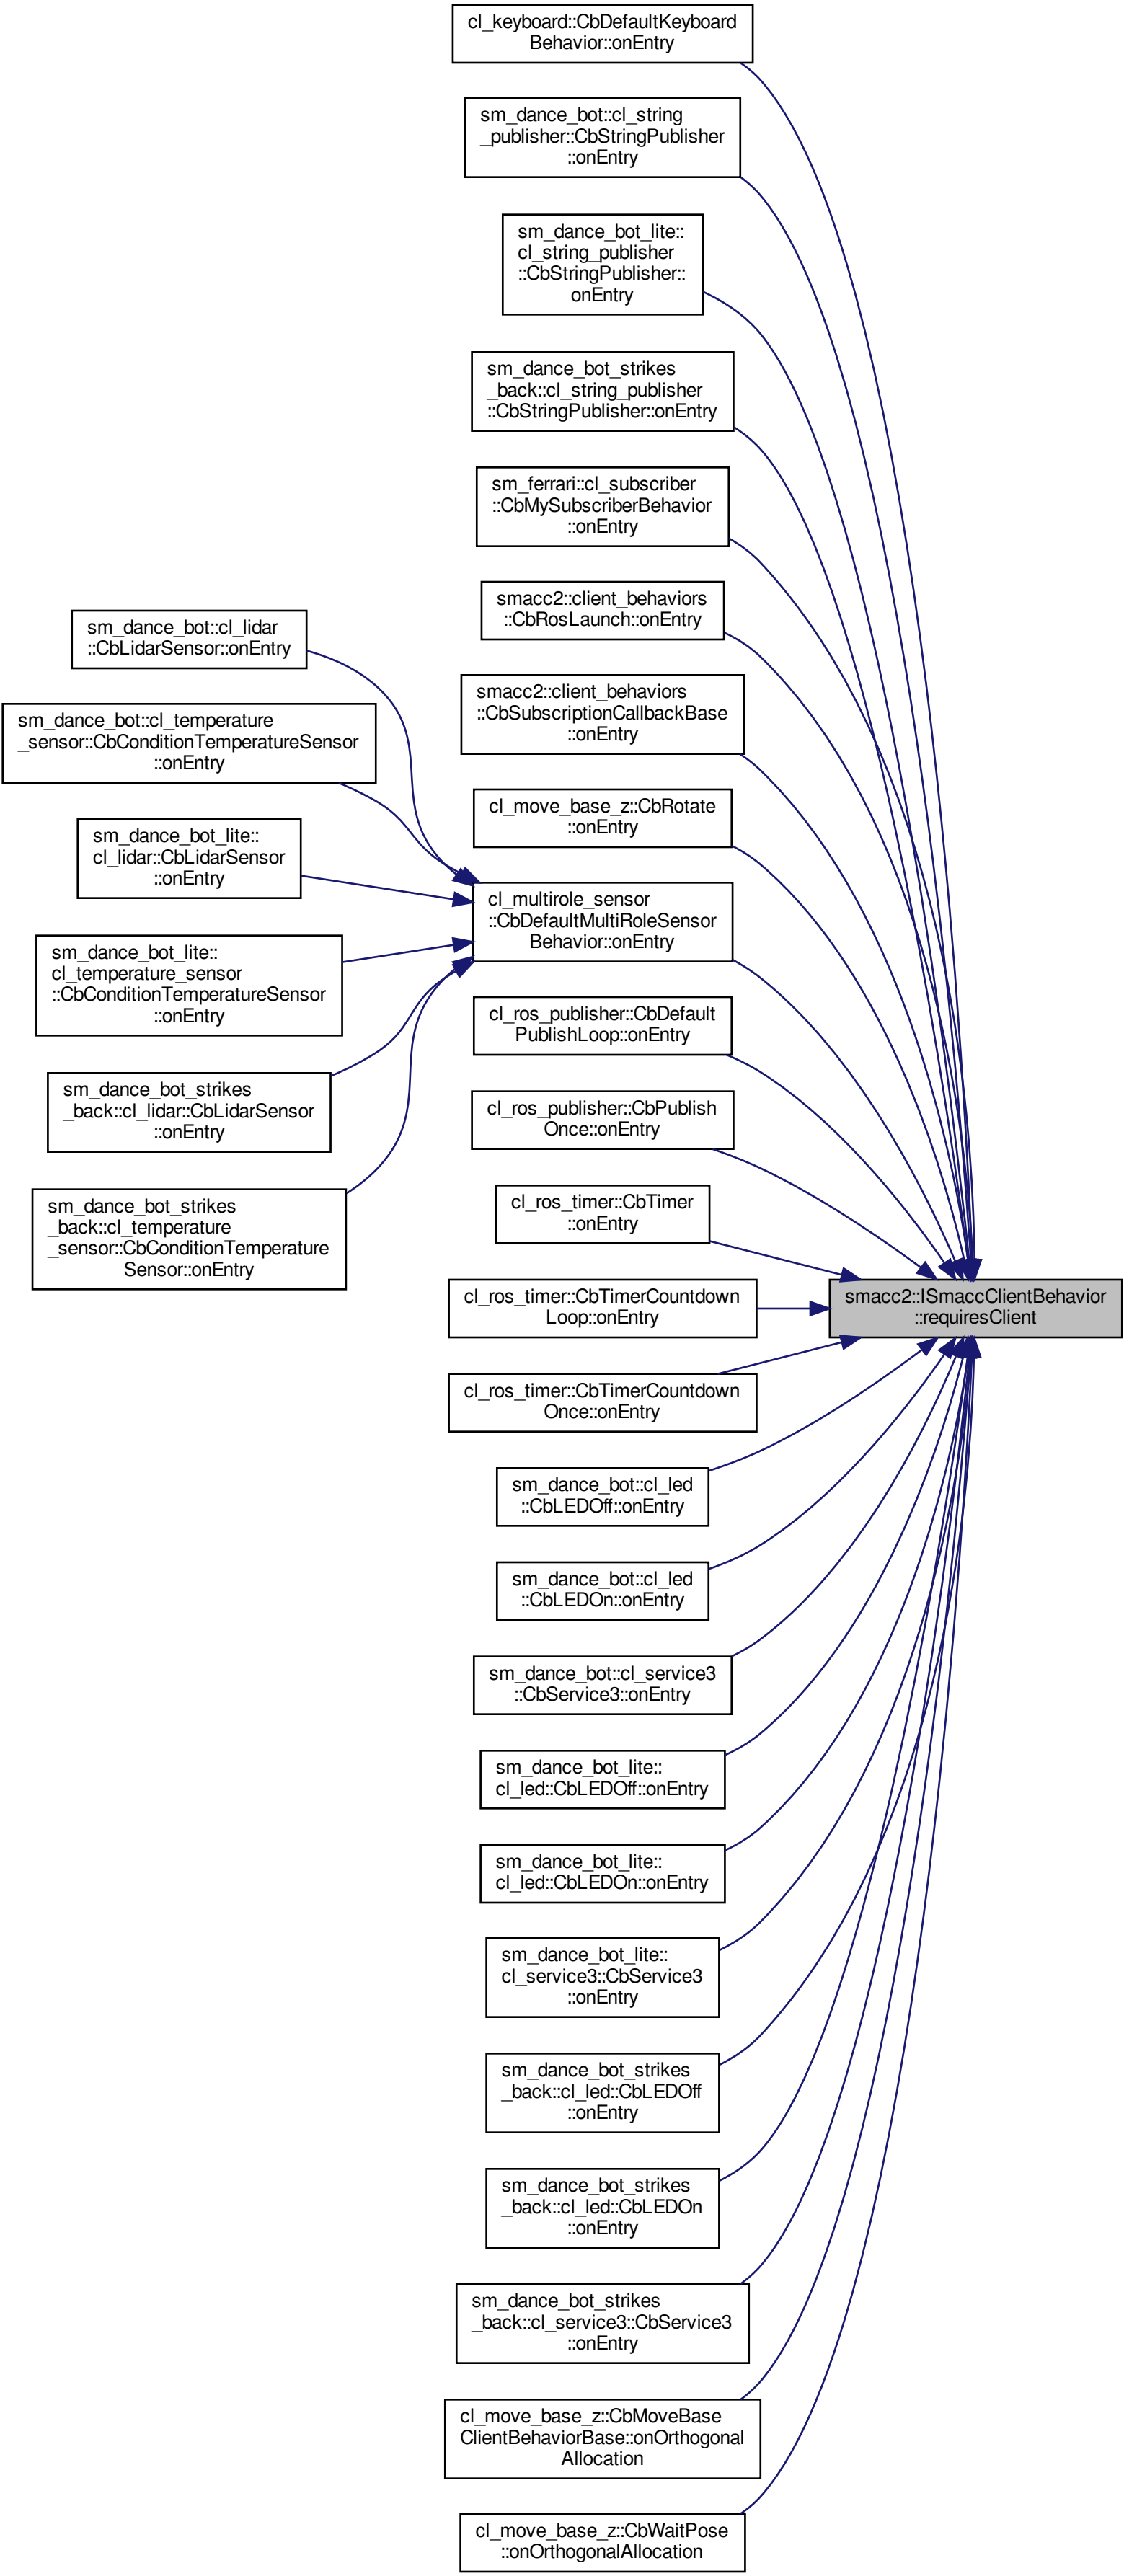 cl_keyboard::CbDefaultKeyboard
Behavior::onEntry
sm_dance_bot::cl_string
_publisher::CbStringPublisher
::onEntry
sm_dance_bot_lite::
cl_string_publisher
::CbStringPublisher::
onEntry
sm_dance_bot_strikes
_back::cl_string_publisher
::CbStringPublisher::onEntry
sm_ferrari::cl_subscriber
::CbMySubscriberBehavior
::onEntry
smacc2::client_behaviors
::CbRosLaunch::onEntry
smacc2::client_behaviors
::CbSubscriptionCallbackBase
::onEntry
cl_move_base_z::CbRotate
::onEntry
cl_multirole_sensor
::CbDefaultMultiRoleSensor
Behavior::onEntry
sm_dance_bot::cl_lidar
::CbLidarSensor::onEntry
sm_dance_bot::cl_temperature
_sensor::CbConditionTemperatureSensor
::onEntry
sm_dance_bot_lite::
cl_lidar::CbLidarSensor
::onEntry
sm_dance_bot_lite::
cl_temperature_sensor
::CbConditionTemperatureSensor
::onEntry
sm_dance_bot_strikes
_back::cl_lidar::CbLidarSensor
::onEntry
sm_dance_bot_strikes
_back::cl_temperature
_sensor::CbConditionTemperature
Sensor::onEntry
cl_ros_publisher::CbDefault
PublishLoop::onEntry
cl_ros_publisher::CbPublish
Once::onEntry
cl_ros_timer::CbTimer
::onEntry
cl_ros_timer::CbTimerCountdown
Loop::onEntry
smacc2::ISmaccClientBehavior
::requiresClient
cl_ros_timer::CbTimerCountdown
Once::onEntry
sm_dance_bot::cl_led
::CbLEDOff::onEntry
sm_dance_bot::cl_led
::CbLEDOn::onEntry
sm_dance_bot::cl_service3
::CbService3::onEntry
sm_dance_bot_lite::
cl_led::CbLEDOff::onEntry
sm_dance_bot_lite::
cl_led::CbLEDOn::onEntry
sm_dance_bot_lite::
cl_service3::CbService3
::onEntry
sm_dance_bot_strikes
_back::cl_led::CbLEDOff
::onEntry
sm_dance_bot_strikes
_back::cl_led::CbLEDOn
::onEntry
sm_dance_bot_strikes
_back::cl_service3::CbService3
::onEntry
cl_move_base_z::CbMoveBase
ClientBehaviorBase::onOrthogonal
Allocation
cl_move_base_z::CbWaitPose
::onOrthogonalAllocation